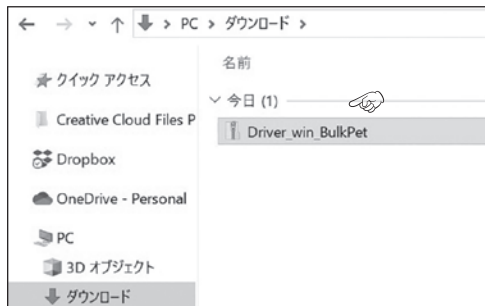 PC > ダウンロード >
名前
クイック アクセス
今日 (1)
Creative Cloud Files P
Driver_win_BulkPet
Dropbox
OneDrive - Personal
PC
3D オブジェクト
ダウンロード